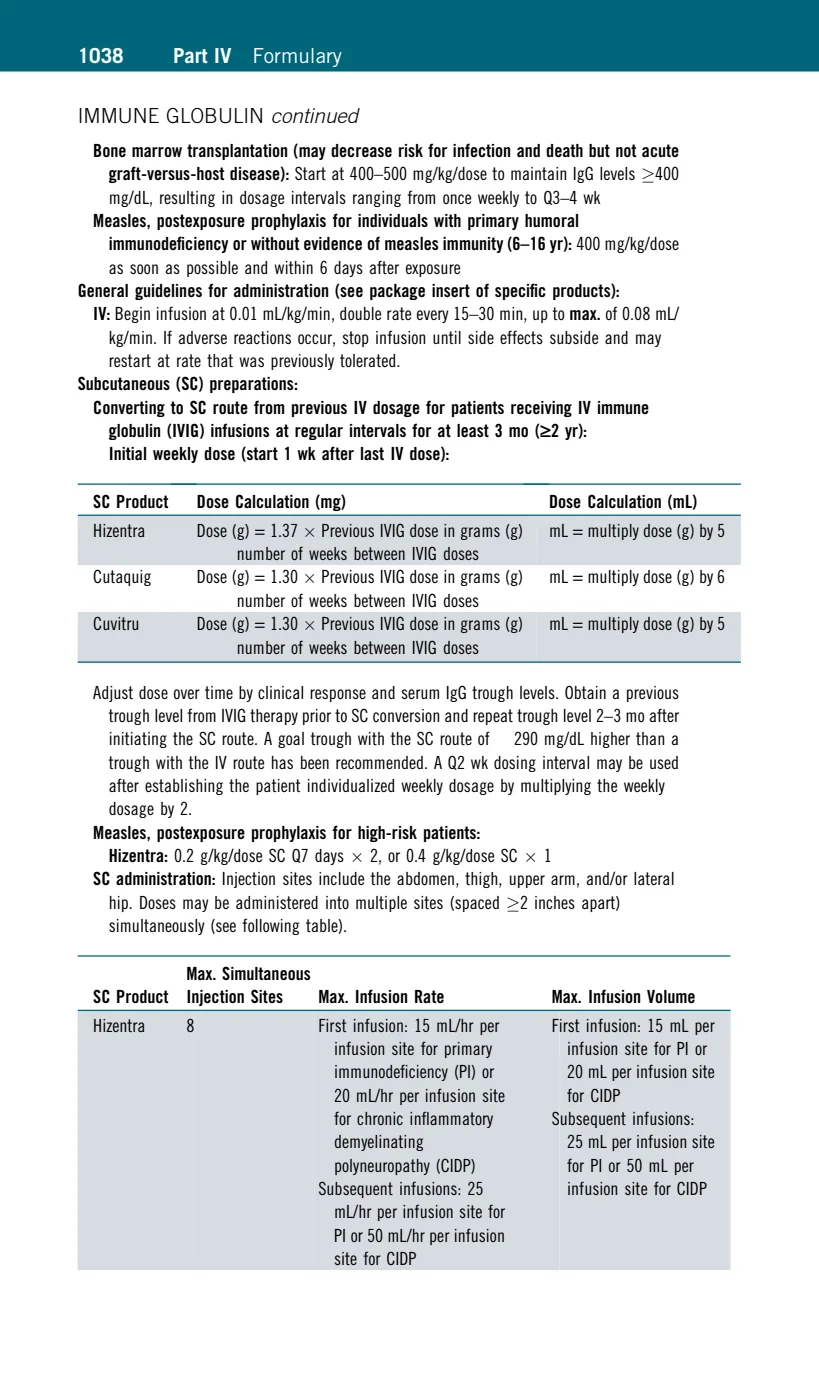 1038 Part IV Formulary
IMMUNE GLOBULIN continued
Bone marrow transplantation (may decrease risk for infection and death but not acute
graft-versus-host disease): Start at 400–500 mg/kg/dose to maintain IgG levels ≥400
mg/dL, resulting in dosage intervals ranging from once weekly to Q3–4 wk
Measles, postexposure prophylaxis for individuals with primary humoral
immunodeficiency or without evidence of measles immunity (6–16 yr): 400 mg/kg/dose
as soon as possible and within 6 days after exposure
General guidelines for administration (see package insert of specific products):
IV: Begin infusion at 0.01 mL/kg/min, double rate every 15–30 min, up to max. of 0.08 mL/
kg/min. If adverse reactions occur, stop infusion until side effects subside and may
restart at rate that was previously tolerated.
Subcutaneous (SC) preparations:
Converting to SC route from previous IV dosage for patients receiving IV immune
globulin (IVIG) infusions at regular intervals for at least 3 mo (≥2 yr):
Initial weekly dose (start 1 wk after last IV dose):
SC Product Dose Calculation (mg) Dose Calculation (mL)
Hizentra Dose (g) = 1.37 × Previous IVIG dose in grams (g) mL = multiply dose (g) by 5
number of weeks between IVIG doses
Cutaquig Dose (g) = 1.30 × Previous IVIG dose in grams (g) mL = multiply dose (g) by 6
number of weeks between IVIG doses
Cuvitru Dose (g) = 1.30 × Previous IVIG dose in grams (g) mL = multiply dose (g) by 5
number of weeks between IVIG doses
Adjust dose over time by clinical response and serum IgG trough levels. Obtain a previous
trough level from IVIG therapy prior to SC conversion and repeat trough level 2–3 mo after
initiating the SC route. A goal trough with the SC route of 290 mg/dL higher than a
trough with the IV route has been recommended. A Q2 wk dosing interval may be used
after establishing the patient individualized weekly dosage by multiplying the weekly
dosage by 2.
Measles, postexposure prophylaxis for high-risk patients:
Hizentra: 0.2 g/kg/dose SC Q7 days × 2, or 0.4 g/kg/dose SC × 1
SC administration: Injection sites include the abdomen, thigh, upper arm, and/or lateral
hip. Doses may be administered into multiple sites (spaced ≥2 inches apart)
simultaneously (see following table).
Max. Simultaneous
SC Product Injection Sites Max. Infusion Rate Max. Infusion Volume
Hizentra 8 First infusion: 15 mL/hr per First infusion: 15 mL per
infusion site for primary infusion site for PI or
immunodeficiency (PI) or 20 mL per infusion site
20 mL/hr per infusion site for CIDP
for chronic inflammatory Subsequent infusions:
demyelinating 25 mL per infusion site
polyneuropathy (CIDP) for PI or 50 mL per
Subsequent infusions: 25 infusion site for CIDP
mL/hr per infusion site for
PI or 50 mL/hr per infusion
site for CIDP